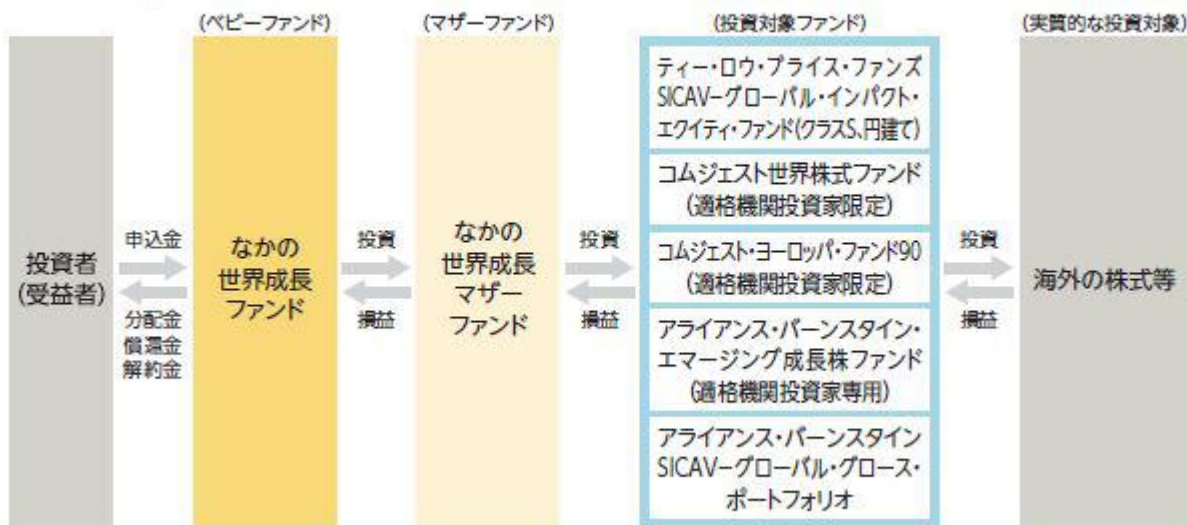 (ベビーファンド)
(マザーファンド)
(投資対象ファンド)
(実質的な投資対象)
投資者
(受益者)
申込金
分配金
償還金
解約金
なかの
世界成長
ファンド
投資
損益
なかの
世界成長
マザー
ファンド
投資
損益
ティー・ロウ・プライス・ファンズ
SICAV−グローバル・インパクト・
エクイティ・ファンド(クラスS、円建て)
コムジェスト世界株式ファンド
(適格機関投資家限定)
コムジェスト・ヨーロッパ・ファンド90
(適格機関投資家限定)
アライアンス・バーンスタイン・
エマージング成長株ファンド
(適格機関投資家専用)
アライアンス・バーンスタイン
SICAV−グローバル・グロース・
ポートフォリオ
投資
損益
海外の株式等